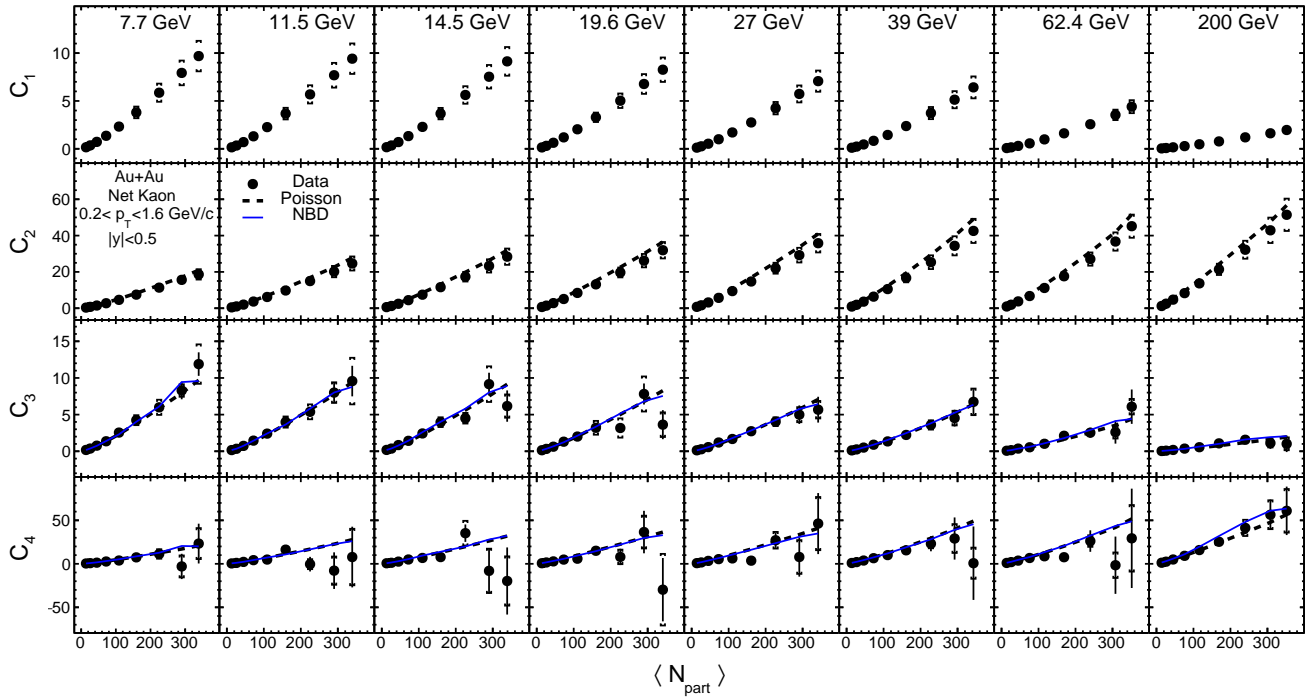 7.7 GeV 11.5 GeV 14.5 GeV 19.6 GeV 27 GeV 39 GeV 62.4 GeV 200 GeV
10
5
0
C1
Au+Au
Net Kaon
0.2< pT<1.6 GeV/c
|y|<0.5
Data
Poisson
NBD
60
40
20
0
C2
15
10
5
0
C3
50
0
-50
C4
0 100 200 300 0 100 200 300 0 100 200 300 0 100 200 300 0 100 200 300 0 100 200 300 0 100 200 300 0 100 200 300
⟨ Npart ⟩